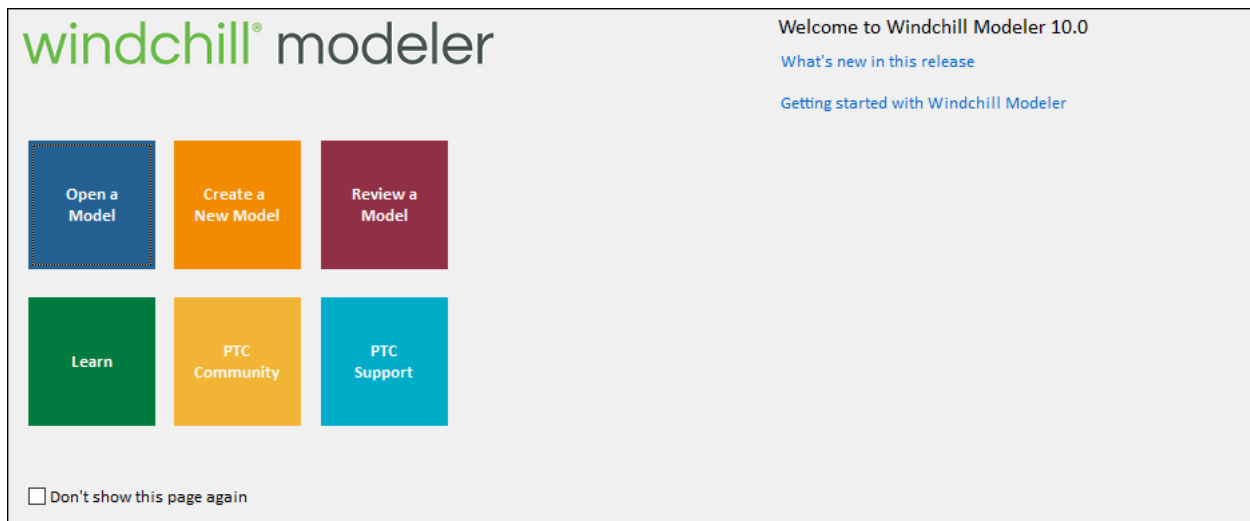 windchill® modeler
Welcome to Windchill Modeler 10.0
What's new in this release
Getting started with Windchill Modeler
Open a
Model
Create a
New Model
Review a
Model
Learn
PTC
Community
PTC
Support
Don't show this page again